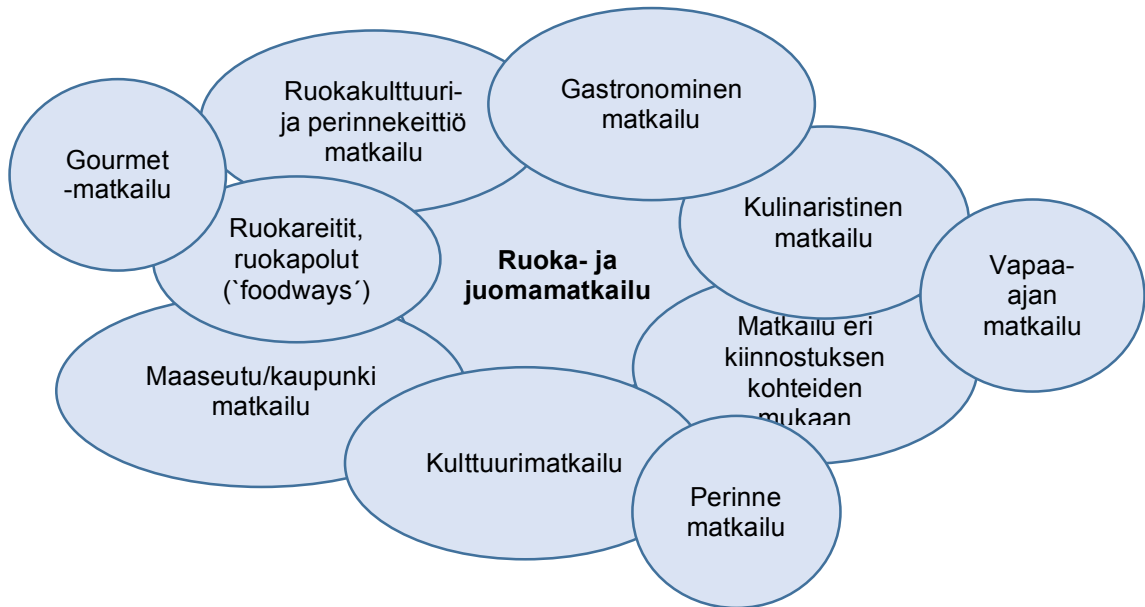 Ruokakulttuuri-
ja perinnekeittiö
matkailu
Gastronominen
matkailu
Gourmet
-matkailu
Ruokareitit,
ruokapolut
(`foodways´)
Ruoka- ja
juomamatkailu
Kulinaristinen
matkailu
Vapaa-
ajan
matkailu
Maaseutu/kaupunki
matkailu
Matkailu eri
kiinnostuksen
kohteiden
mukaan
Kulttuurimatkailu
Perinne
matkailu